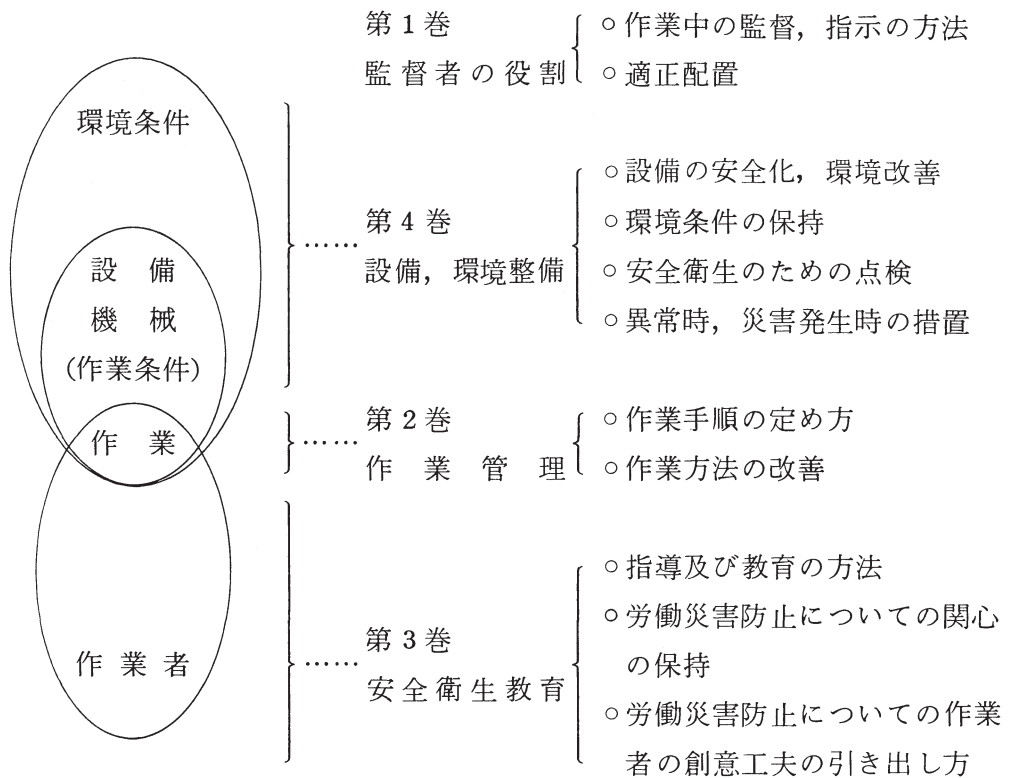 環境条件
設備
機械
(作業条件)
作業
作業者
第1巻
監督者の役割
○作業中の監督，指示の方法
○適正配置
……
第4巻
設備，環境整備
○設備の安全化，環境改善
○環境条件の保持
○安全衛生のための点検
○異常時，災害発生時の措置
……
第2巻
作業管理
○作業手順の定め方
○作業方法の改善
……
第3巻
安全衛生教育
○指導及び教育の方法
○労働災害防止についての関心
の保持
○労働災害防止についての作業
者の創意工夫の引き出し方